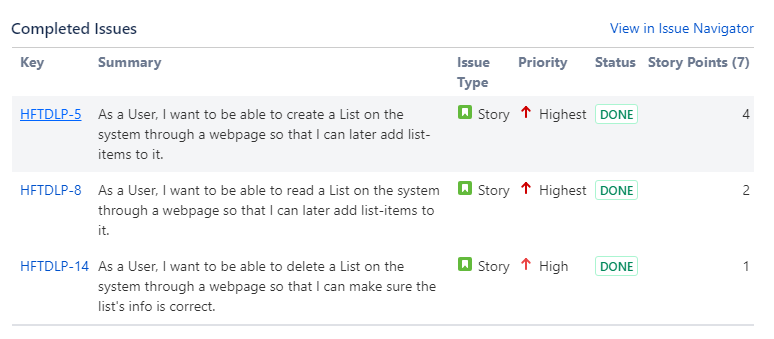 Completed Issues
View in Issue Navigator
Key Summary Issue Type Priority Status Story Points (7)
HFTDLP-5 As a User, I want to be able to create a List on the Story Highest DONE 4
system through a webpage so that I can later add list-
items to it.
HFTDLP-8 As a User, I want to be able to read a List on the system Story Highest DONE 2
through a webpage so that I can later add list-items to
it.
HFTDLP-14 As a User, I want to be able to delete a List on the Story High DONE 1
system through a webpage so that I can make sure the
list's info is correct.